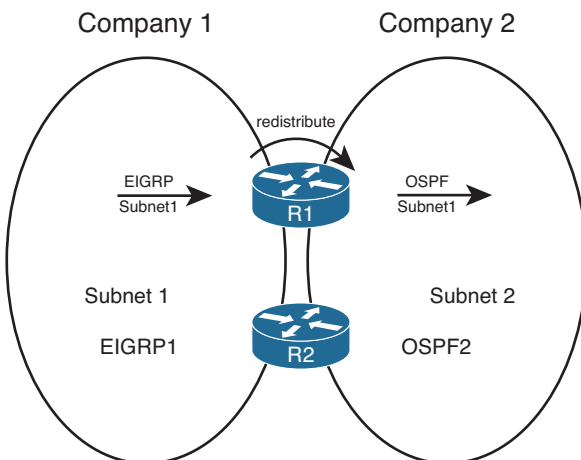 Company 1
Company 2
redistribute
EIGRP
Subnet1
R1
OSPF
Subnet1
Subnet 1
Subnet 2
EIGRP1
R2
OSPF2